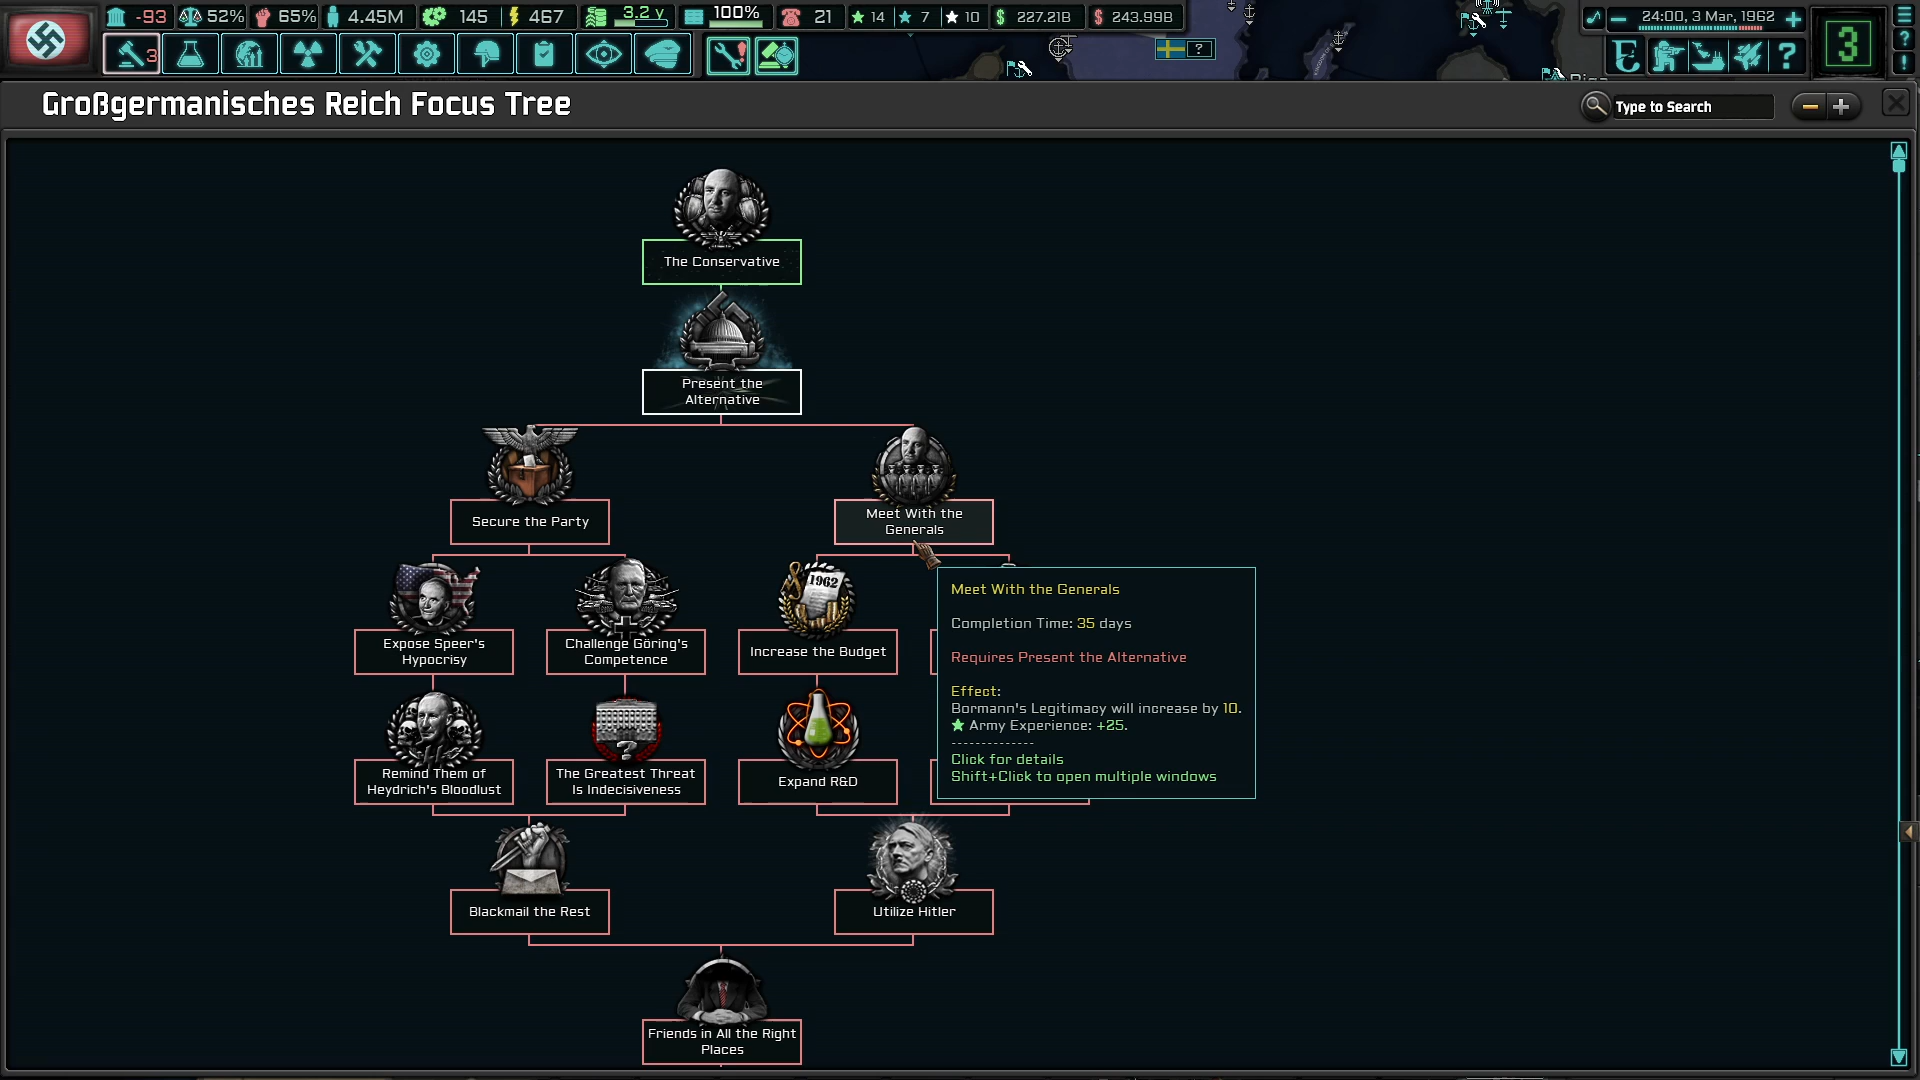 -93 52% 65% 4.45M 145 467 3.2 y 100% 21 14 7 10 $ 227.21B $ 243.99B 24:00, 3 Mar, 1962
3
?
3
?
?
!
Großgermanisches Reich Focus Tree
Type to Search
The Conservative
Present the
Alternative
Secure the Party
Meet With the
Generals
1962
Expose Speer's
Hypocrisy
Challenge Göring's
Competence
Increase the Budget
Meet With the Generals
Completion Time: 35 days
Requires Present the Alternative
Effect:
Bormann's Legitimacy will increase by 10.
Army Experience: +25.
--------------
Click for details
Shift+Click to open multiple windows
?
Remind Them of
Heydrich's Bloodlust
The Greatest Threat
Is Indecisiveness
Expand R&D
Blackmail the Rest
Utilize Hitler
Friends in All the Right
Places